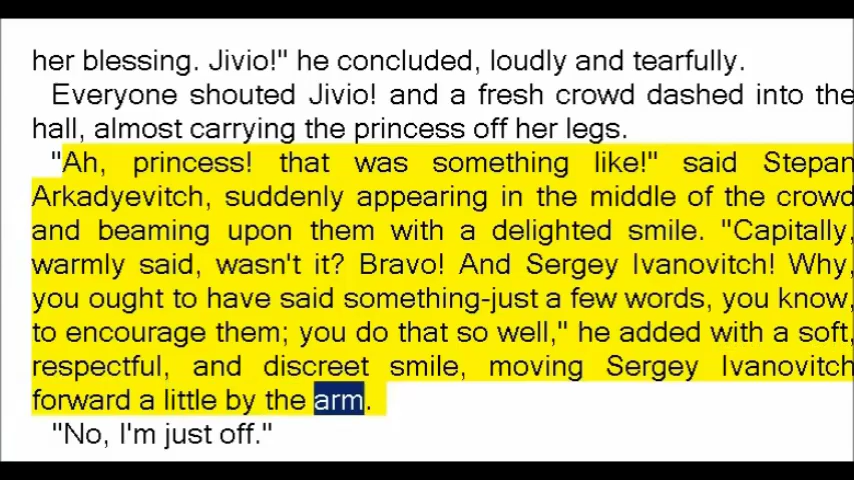 her blessing. Jivio!" he concluded, loudly and tearfully.
Everyone shouted Jivio! and a fresh crowd dashed into the
hall, almost carrying the princess off her legs.
"Ah, princess! that was something like!" said Stepan
Arkadyevitch, suddenly appearing in the middle of the crowd
and beaming upon them with a delighted smile. "Capitally,
warmly said, wasn't it? Bravo! And Sergey Ivanovitch! Why,
you ought to have said something-just a few words, you know,
to encourage them; you do that so well," he added with a soft,
respectful, and discreet smile, moving Sergey Ivanovitch
forward a little by the arm.
"No, I'm just off."